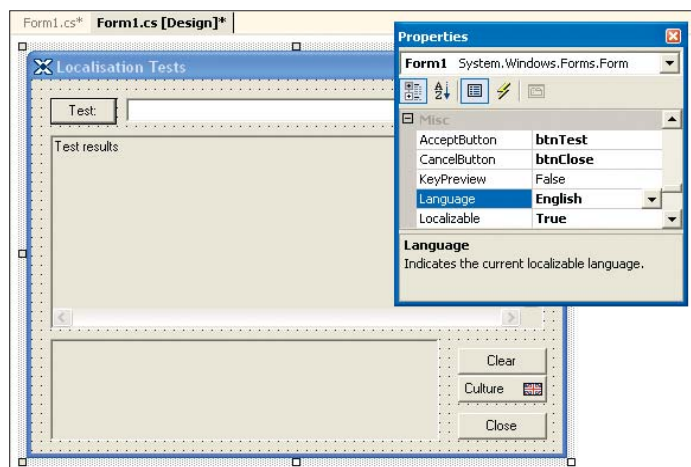 Form1.cs* Form1.cs [Design]*
Localisation Tests
Test:
Test results
Clear
Culture
Close
Properties
Form1 System.Windows.Forms.Form
Misc
AcceptButton btnTest
CancelButton btnClose
KeyPreview False
Language English
Localizable True
Language
Indicates the current localizable language.